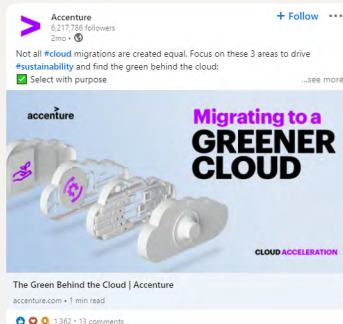 Accenture
6,217,786 followers
2mo •
+ Follow ...
Not all #cloud migrations are created equal. Focus on these 3 areas to drive
#sustainability and find the green behind the cloud:
✅ Select with purpose
...see more
accenture
Migrating to a
GREENER
CLOUD
CLOUD ACCELERATION
The Green Behind the Cloud | Accenture
accenture.com • 1 min read
1,362 • 13 comments